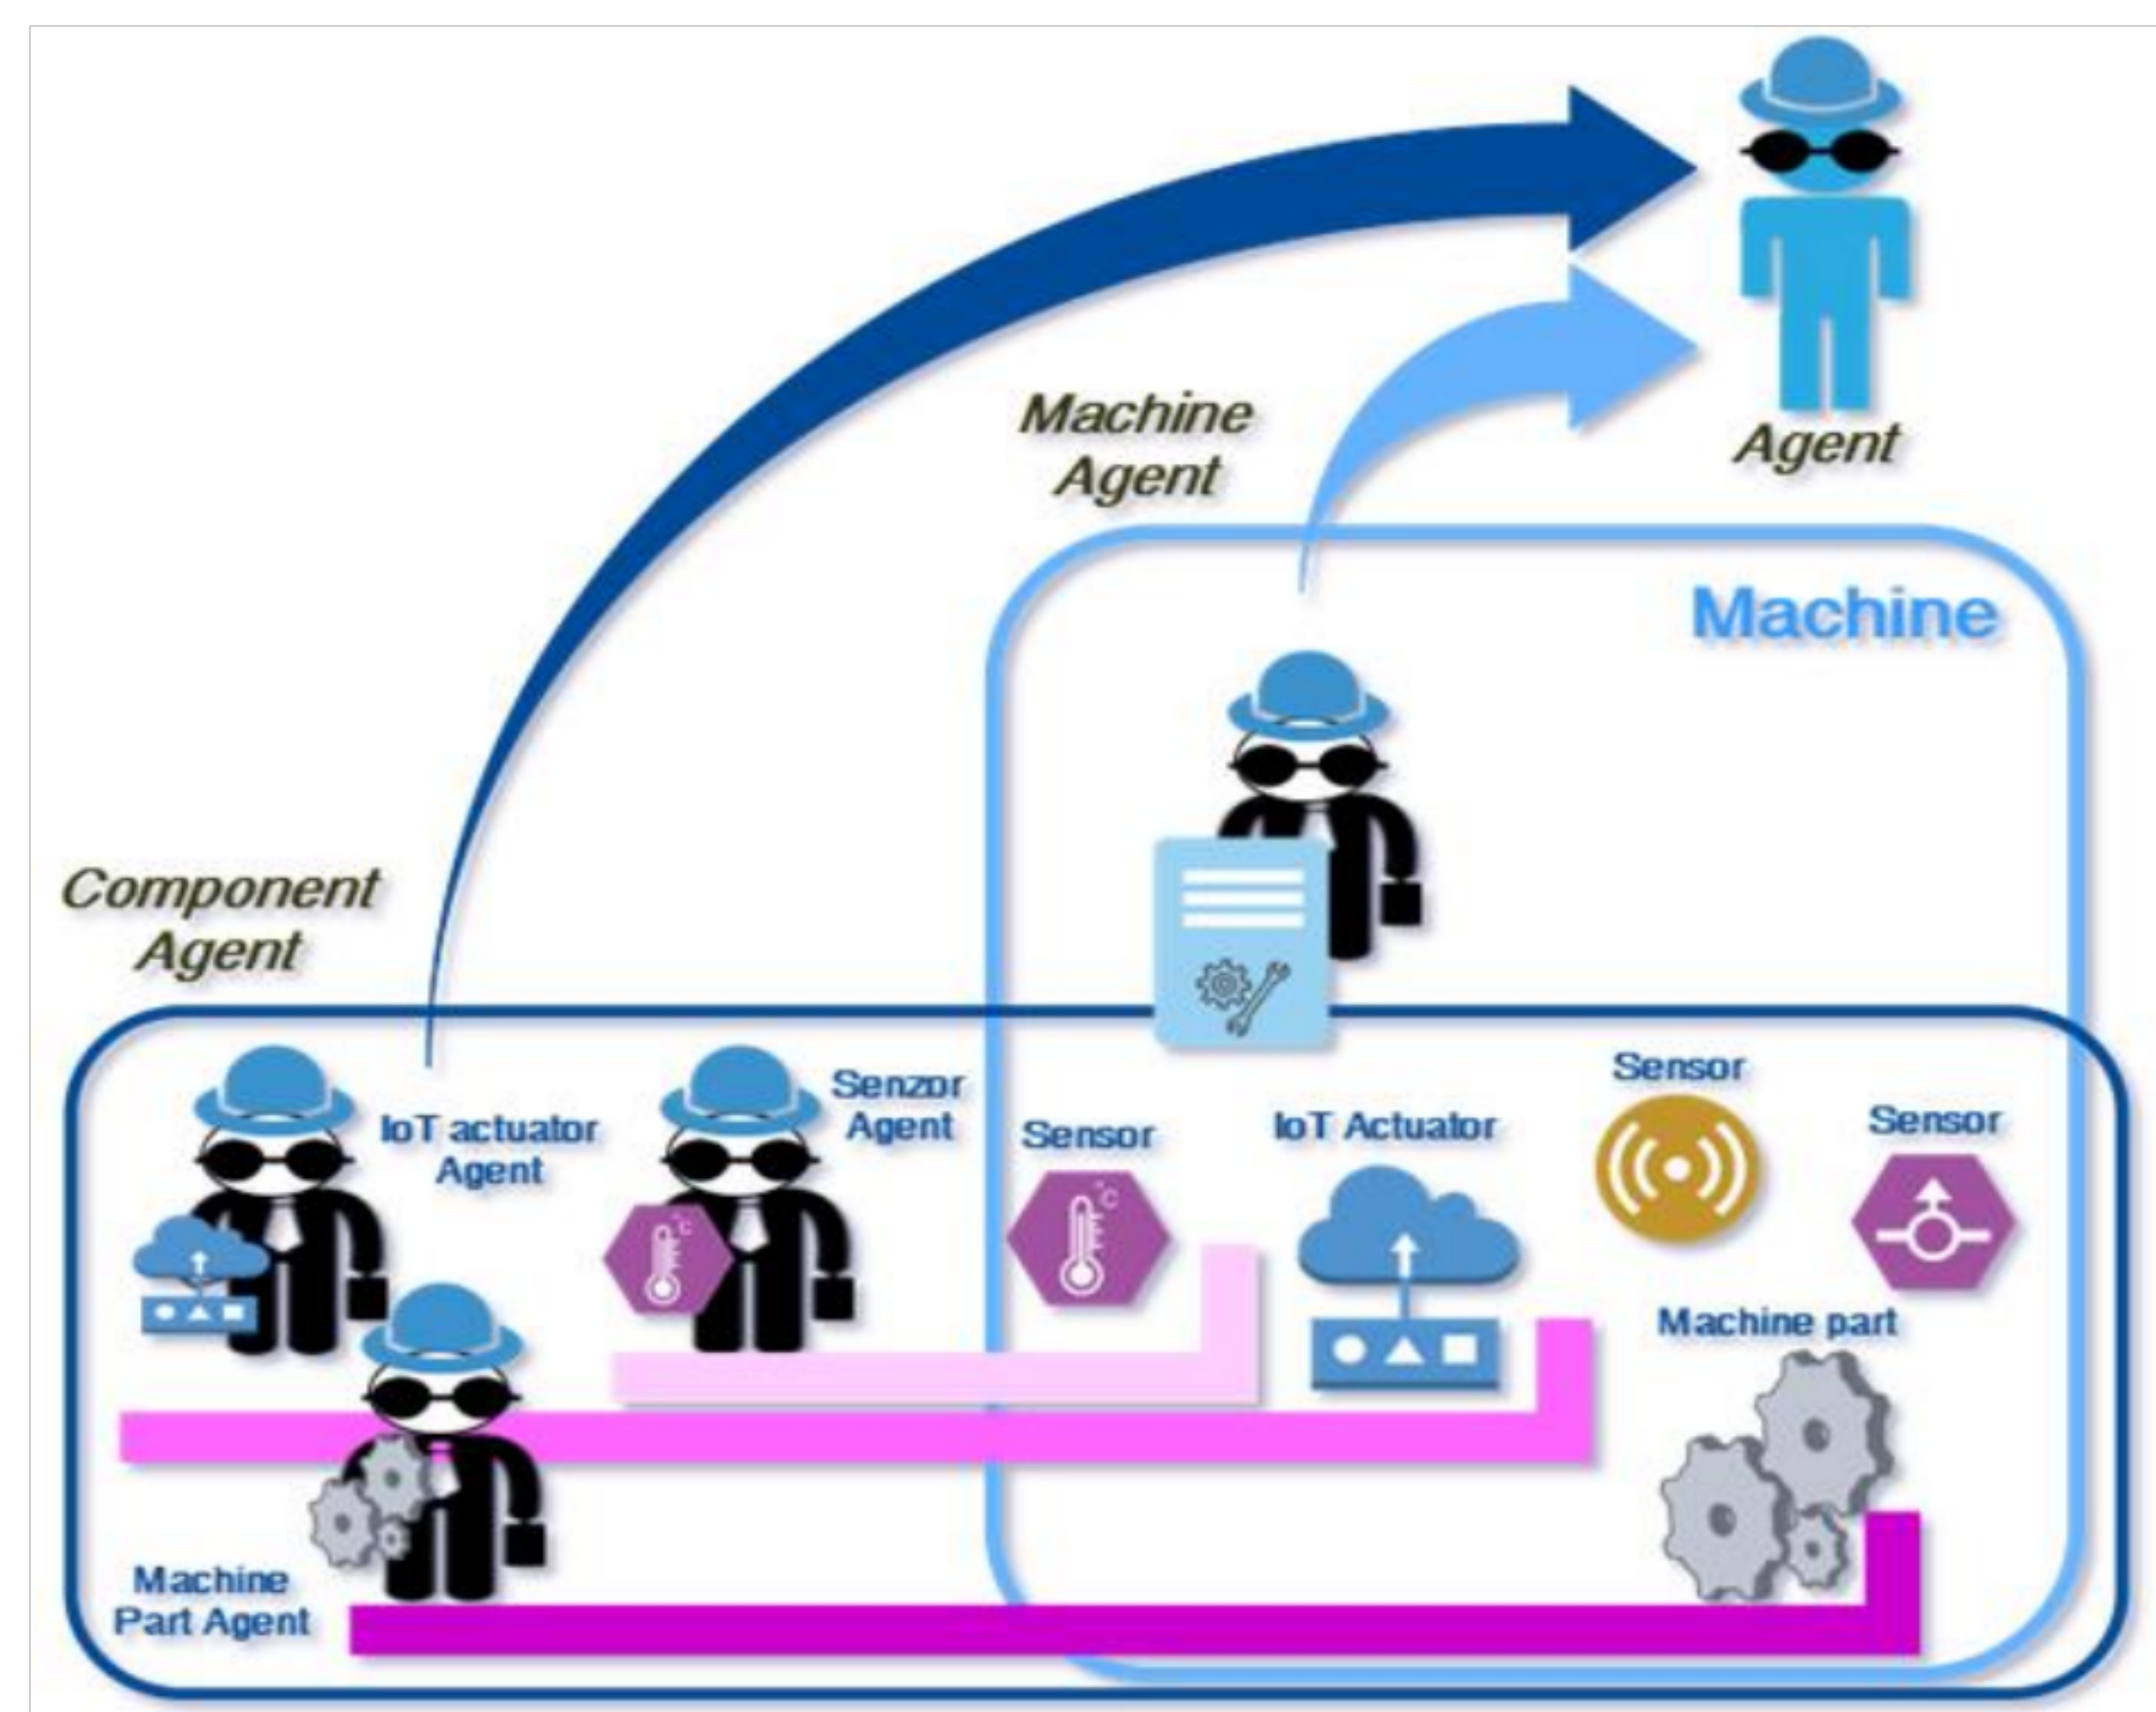 Agent
Machine
Agent
Machine
Component
Agent
IoT actuator
Agent
Senzor
Agent
Sensor
IoT Actuator
Sensor
Sensor
°C
°C
Machine part
Machine
Part Agent